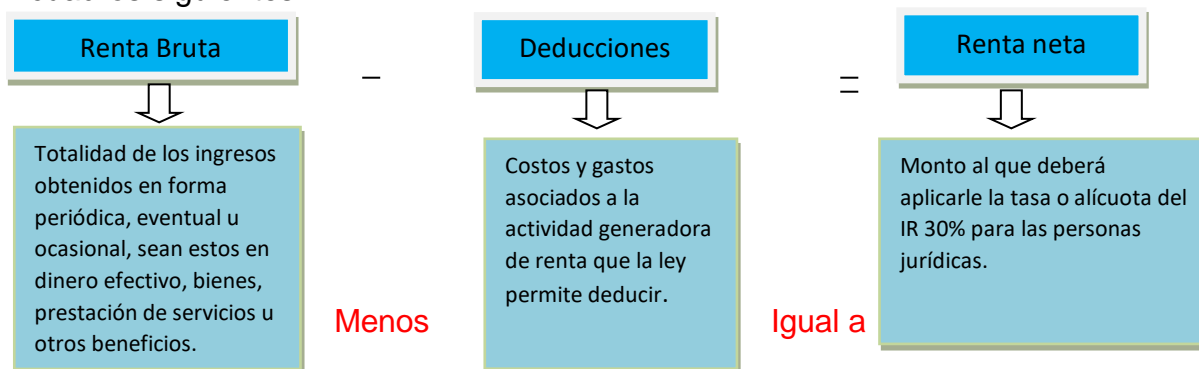 Renta Bruta
–
Deducciones
=
Renta neta
Totalidad de los ingresos
obtenidos en forma
periódica, eventual u
ocasional, sean estos en
dinero efectivo, bienes,
prestación de servicios u
otros beneficios.
Menos
Costos y gastos
asociados a la
actividad generadora
de renta que la ley
permite deducir.
Igual a
Monto al que deberá
aplicarle la tasa o alícuota del
IR 30% para las personas
jurídicas.